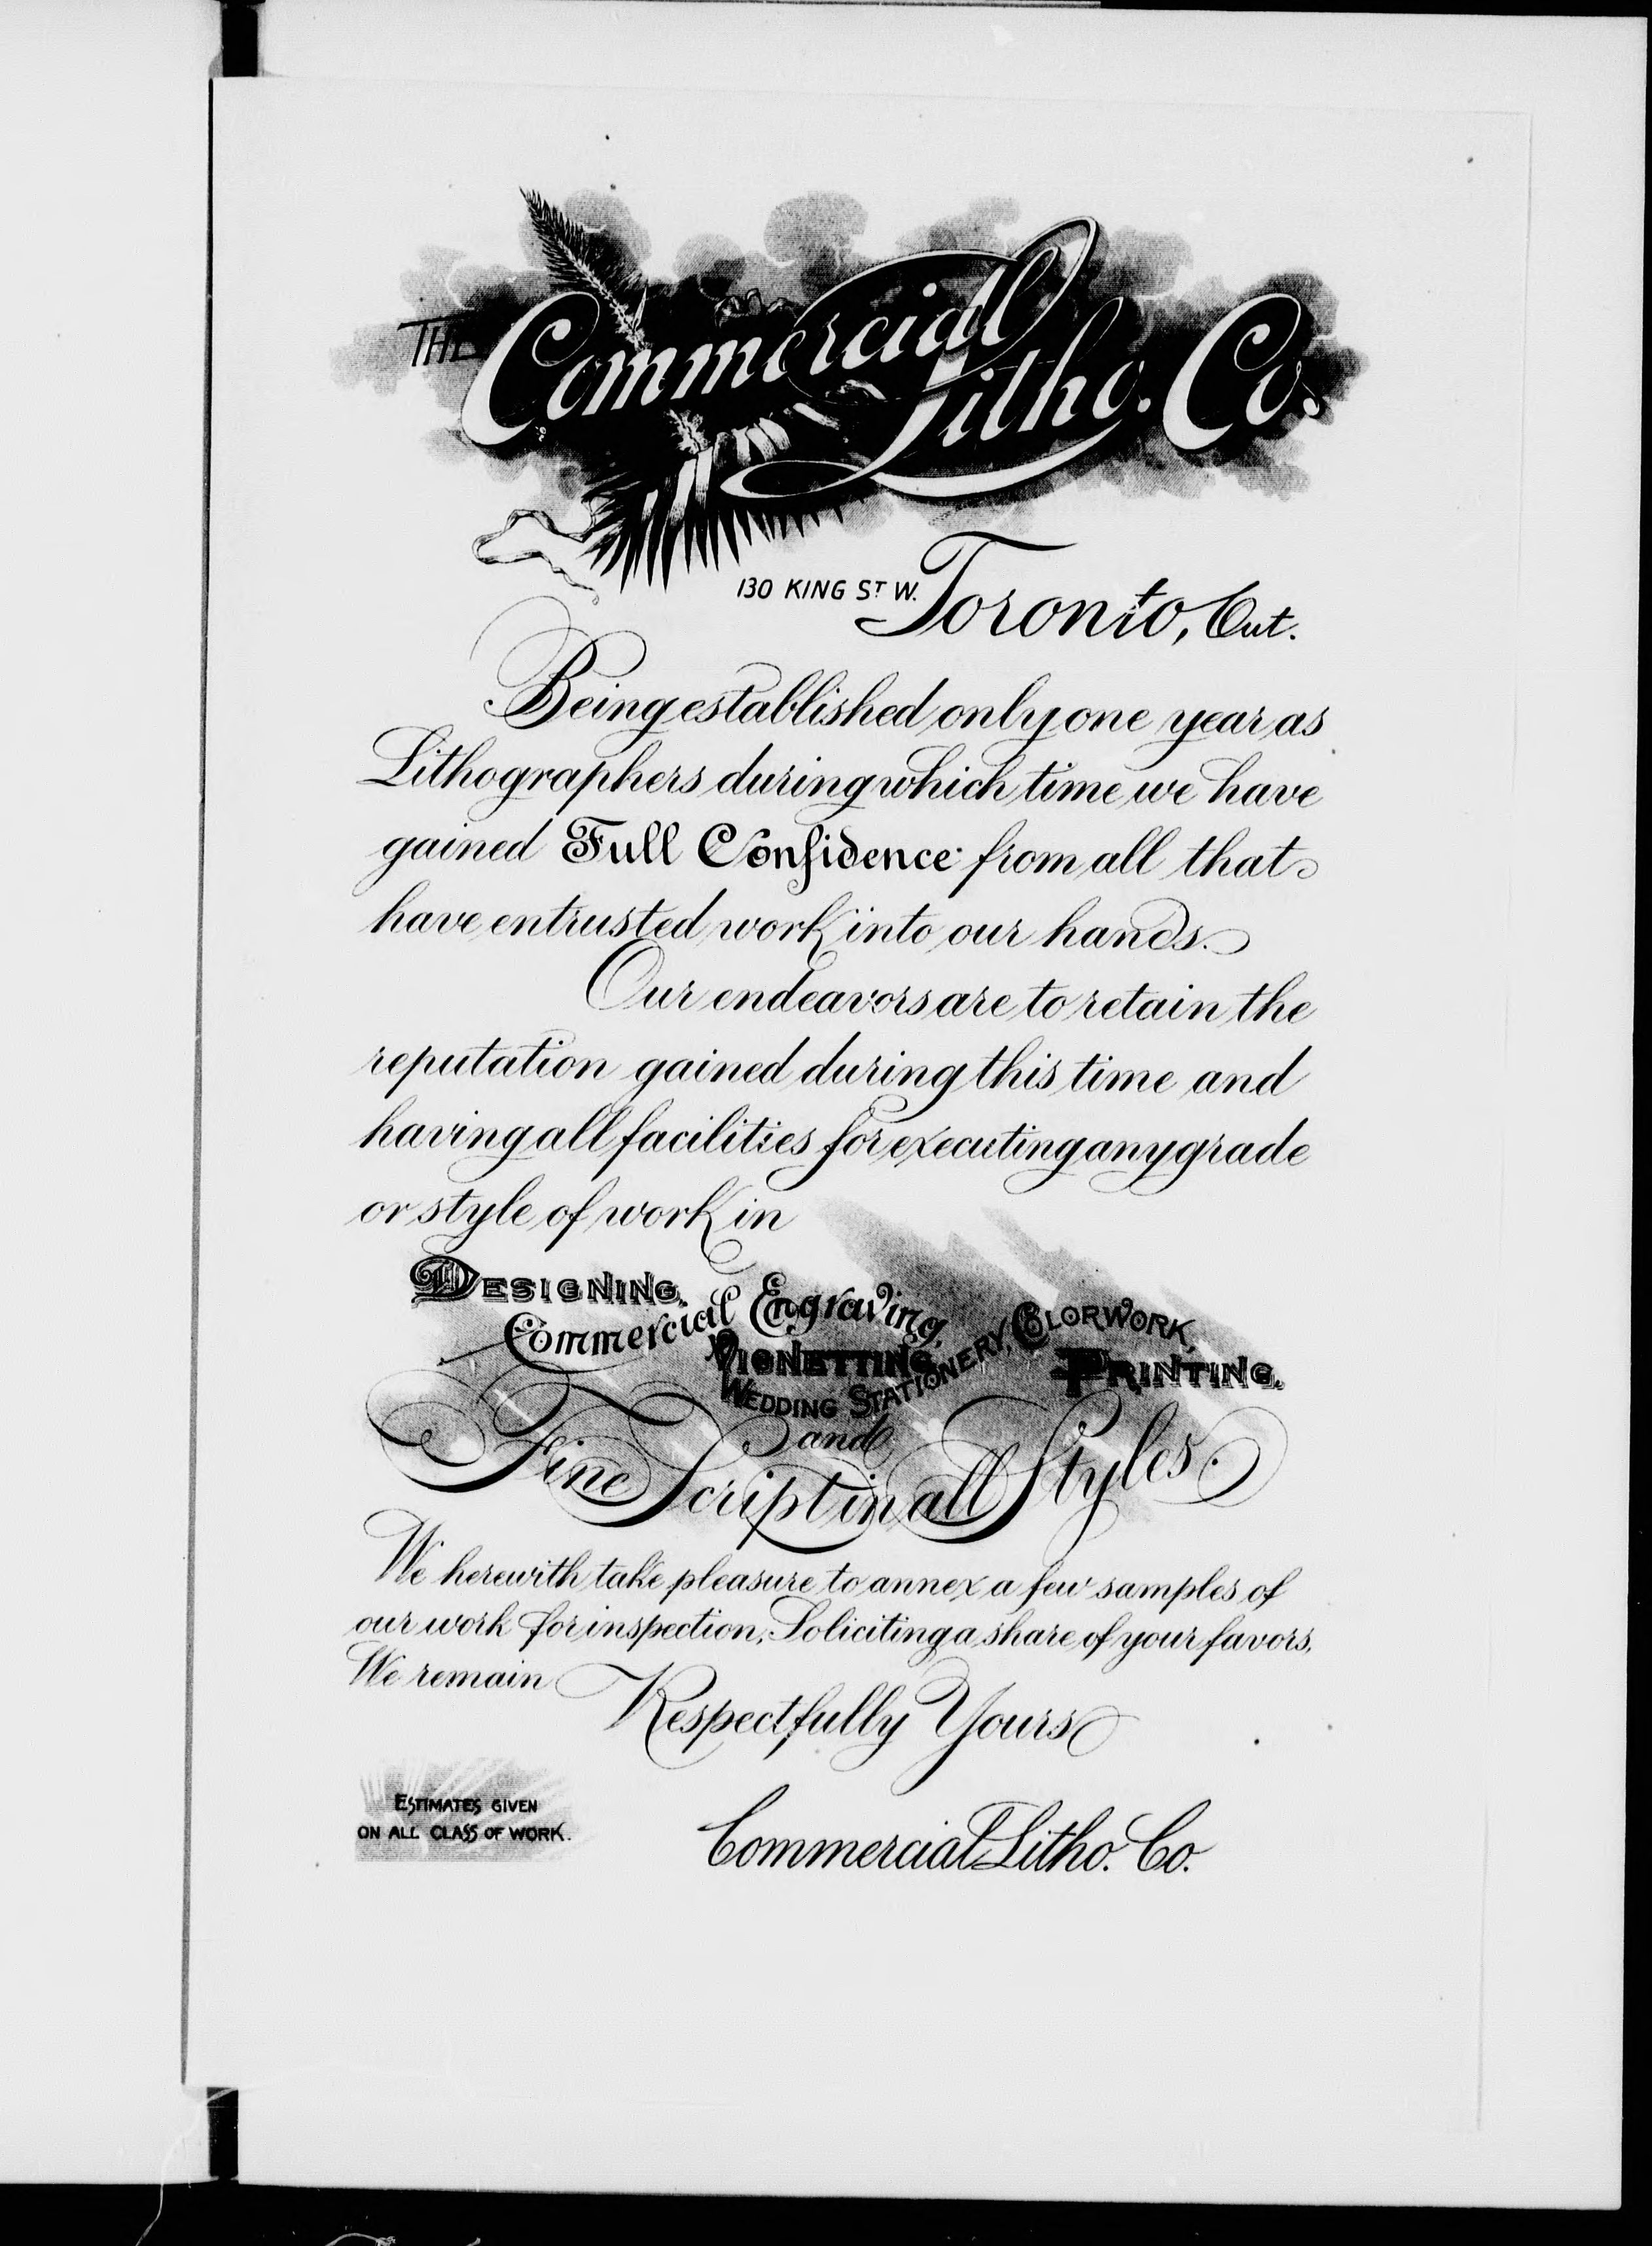 THE Commercial Litho. Co.
130 KING ST W. Toronto, Ont.
Being established only one year as
Lithographers during which time we have
gained Full Confidence from all that
have entrusted work into our hands.
Our endeavors are to retain the
reputation gained during this time and
having all facilities for executing any grade
or style of work in
DESIGNING,
Commercial Engraving,
VIGNETTING,
WEDDING STATIONERY, COLORWORK,
PRINTING,
and
Fine Script in all Styles.
We herewith take pleasure to annex a few samples of
our work for inspection, Soliciting a share of your favors,
We remain
Respectfully Yours
Commercial Litho. Co.
ESTIMATES GIVEN
ON ALL CLASS OF WORK.